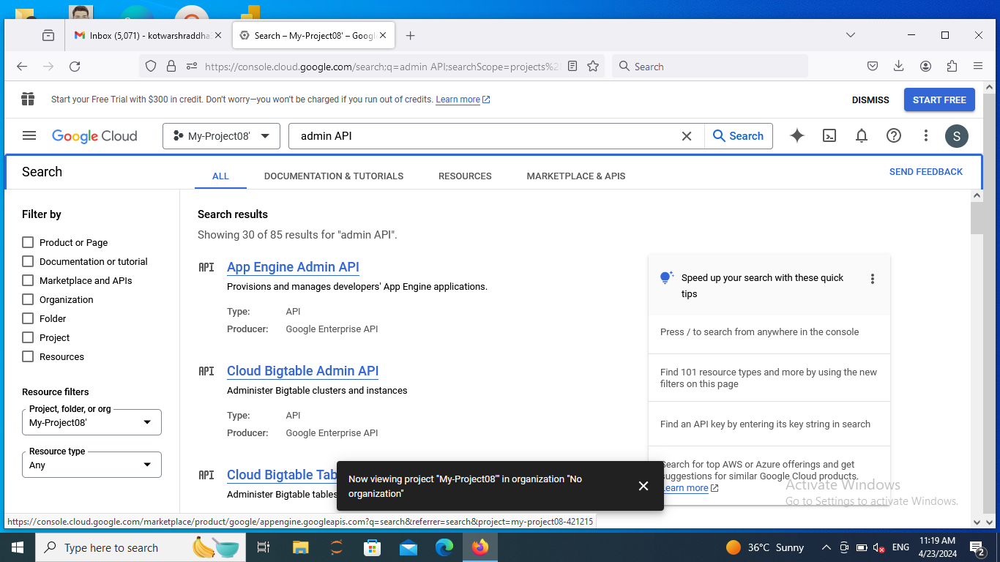 Inbox (5,071) - kotwarshraddha
Search – My-Project08' – Googl
https://console.cloud.google.com/search;q=admin API;searchScope=projects%2
Search
Start your Free Trial with $300 in credit. Don't worry—you won't be charged if you run out of credits. Learn more
DISMISS
START FREE
Google Cloud
My-Project08'
admin API
Search
S
Search
ALL
DOCUMENTATION & TUTORIALS
RESOURCES
MARKETPLACE & APIS
SEND FEEDBACK
Filter by
Product or Page
Documentation or tutorial
Marketplace and APIs
Organization
Folder
Project
Resources
Resource filters
Project, folder, or org
My-Project08'
Resource type
Any
Search results
Showing 30 of 85 results for "admin API".
API
App Engine Admin API
Provisions and manages developers' App Engine applications.
Type: API
Producer: Google Enterprise API
API
Cloud Bigtable Admin API
Administer Bigtable clusters and instances
Type: API
Producer: Google Enterprise API
API
Cloud Bigtable Tab
Administer Bigtable tables
Speed up your search with these quick
tips
Press / to search from anywhere in the console
Find 101 resource types and more by using the new
filters on this page
Find an API key by entering its key string in search
Search for top AWS or Azure offerings and get
suggestions for similar Google Cloud products.
Learn more
Now viewing project "My-Project08'" in organization "No
organization"
Activate Windows
Go to Settings to activate Windows.
https://console.cloud.google.com/marketplace/product/google/appengine.googleapis.com?q=search&referrer=search&project=my-project08-421215
Type here to search
36°C Sunny
ENG
11:19 AM
4/23/2024
2